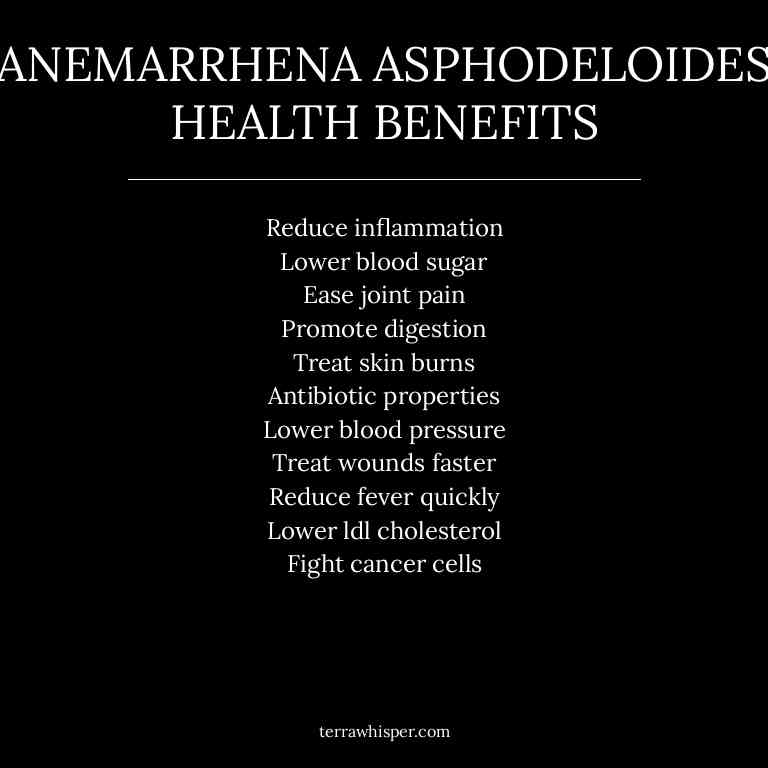 ANEMARRHENA ASPHODELOIDES
HEALTH BENEFITS
Reduce inflammation
Lower blood sugar
Ease joint pain
Promote digestion
Treat skin burns
Antibiotic properties
Lower blood pressure
Treat wounds faster
Reduce fever quickly
Lower ldl cholesterol
Fight cancer cells
terrawhisper.com